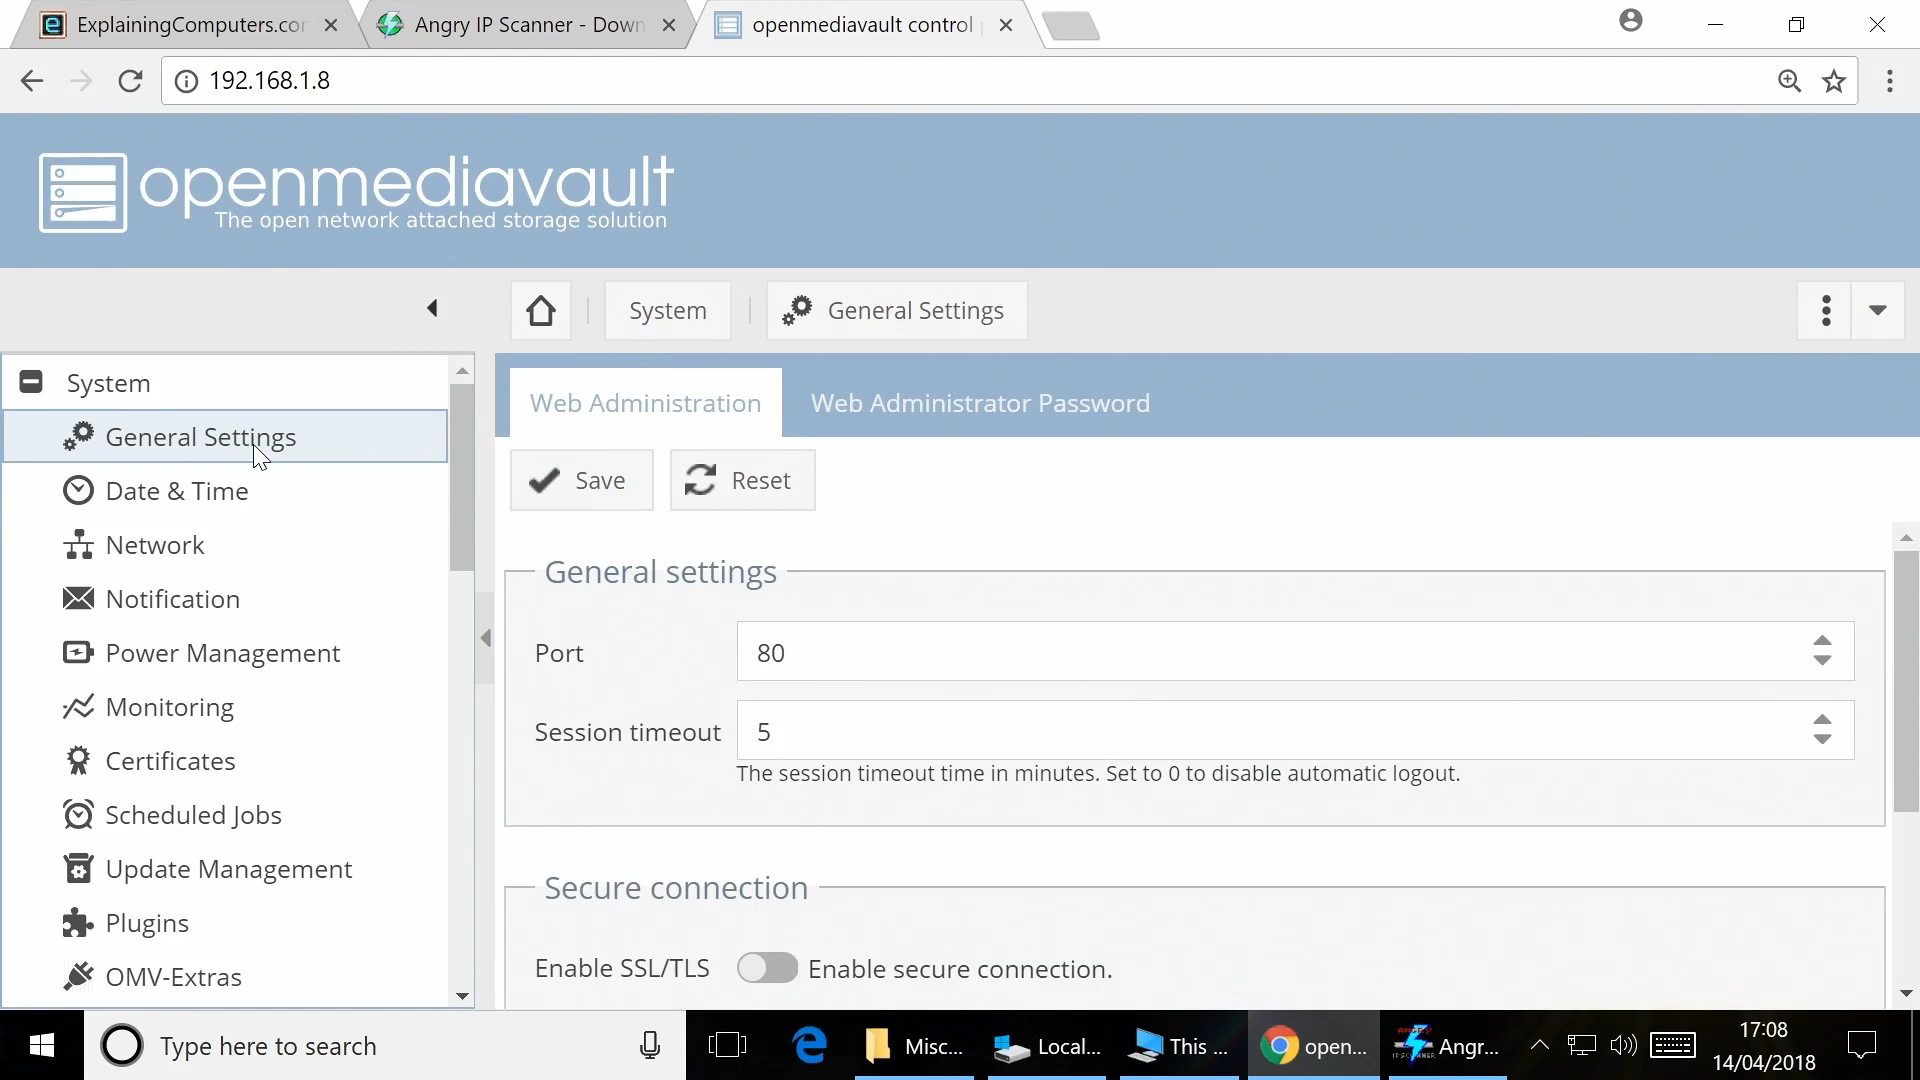 ExplainingComputers.cor
Angry IP Scanner - Down
openmediavault control
192.168.1.8
openmediavault
The open network attached storage solution
System
General Settings
System
General Settings
Date & Time
Network
Notification
Power Management
Monitoring
Certificates
Scheduled Jobs
Update Management
Plugins
OMV-Extras
Web Administration
Web Administrator Password
Save
Reset
General settings
Port
80
Session timeout
5
The session timeout time in minutes. Set to 0 to disable automatic logout.
Secure connection
Enable SSL/TLS
Enable secure connection.
Type here to search
Misc...
Local...
This ...
open...
Angr...
17:08
14/04/2018